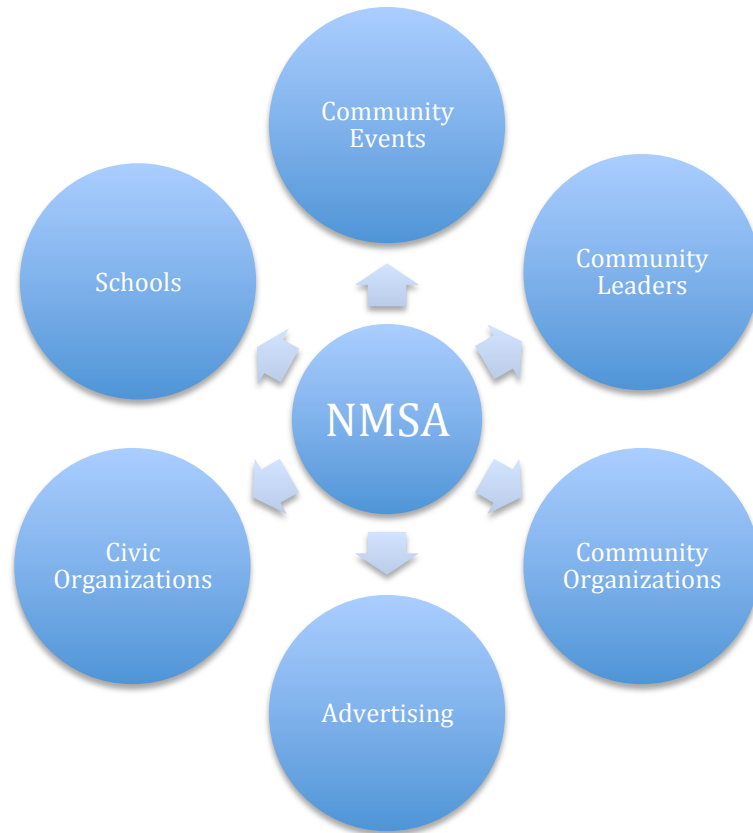 Community
Events
Community
Leaders
Schools
NMSA
Civic
Organizations
Community
Organizations
Advertising